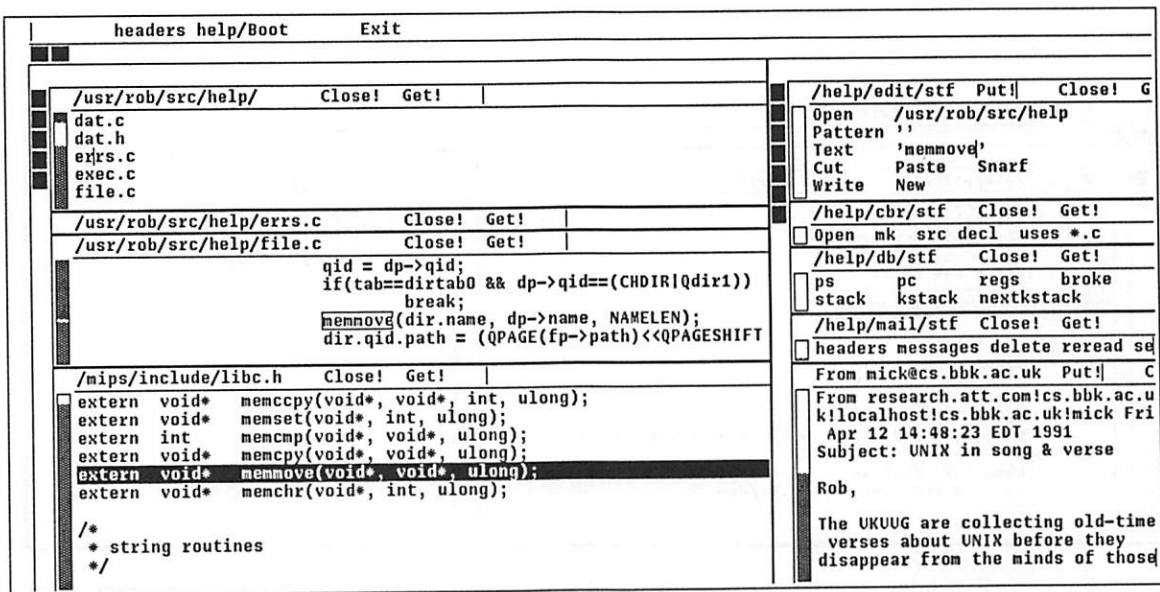 headers help/Boot Exit
/usr/rob/src/help/ Close! Get!
dat.c
dat.h
errs.c
exec.c
file.c
/usr/rob/src/help/errs.c Close! Get!
/usr/rob/src/help/file.c Close! Get!
qid = dp->qid;
if(tab==dirtab0 && dp->qid==(CHDIR|Qdir1))
break;
memmove(dir.name, dp->name, NAMELEN);
dir.qid.path = (QPAGE(fp->path)<<QPAGESHIFT
/mips/include/libc.h Close! Get!
extern void* memccpy(void*, void*, int, ulong);
extern void* memset(void*, int, ulong);
extern int memcmp(void*, void*, ulong);
extern void* memcpy(void*, void*, ulong);
extern void* memmove(void*, void*, ulong);
extern void* memchr(void*, int, ulong);
/*
* string routines
*/
/help/edit/stf Put! Close! G
Open /usr/rob/src/help
Pattern ''
Text 'memmove'
Cut Paste Snarf
Write New
/help/cbr/stf Close! Get!
Open mk src decl uses *.c
/help/db/stf Close! Get!
ps pc regs broke
stack kstack nextkstack
/help/mail/stf Close! Get!
headers messages delete reread se
From mick@cs.bbk.ac.uk Put! C
From research.att.com!cs.bbk.ac.u
k!localhost!cs.bbk.ac.uk!mick Fri
Apr 12 14:48:23 EDT 1991
Subject: UNIX in song & verse
Rob,
The UKUUG are collecting old-time
verses about UNIX before they
disappear from the minds of those